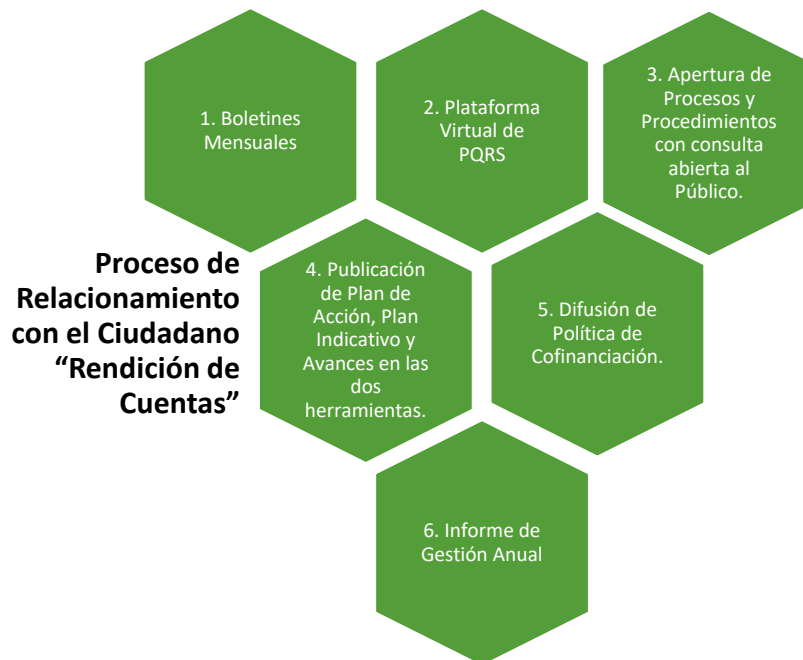 1. Boletines
Mensuales
2. Plataforma
Virtual de
PQRS
3. Apertura de
Procesos y
Procedimientos
con consulta
abierta al
Público.
Proceso de
Relacionamiento
con el Ciudadano
“Rendición de
Cuentas”
4. Publicación
de Plan de
Acción, Plan
Indicativo y
Avances en las
dos
herramientas.
5. Difusión de
Política de
Cofinanciación.
6. Informe de
Gestión Anual